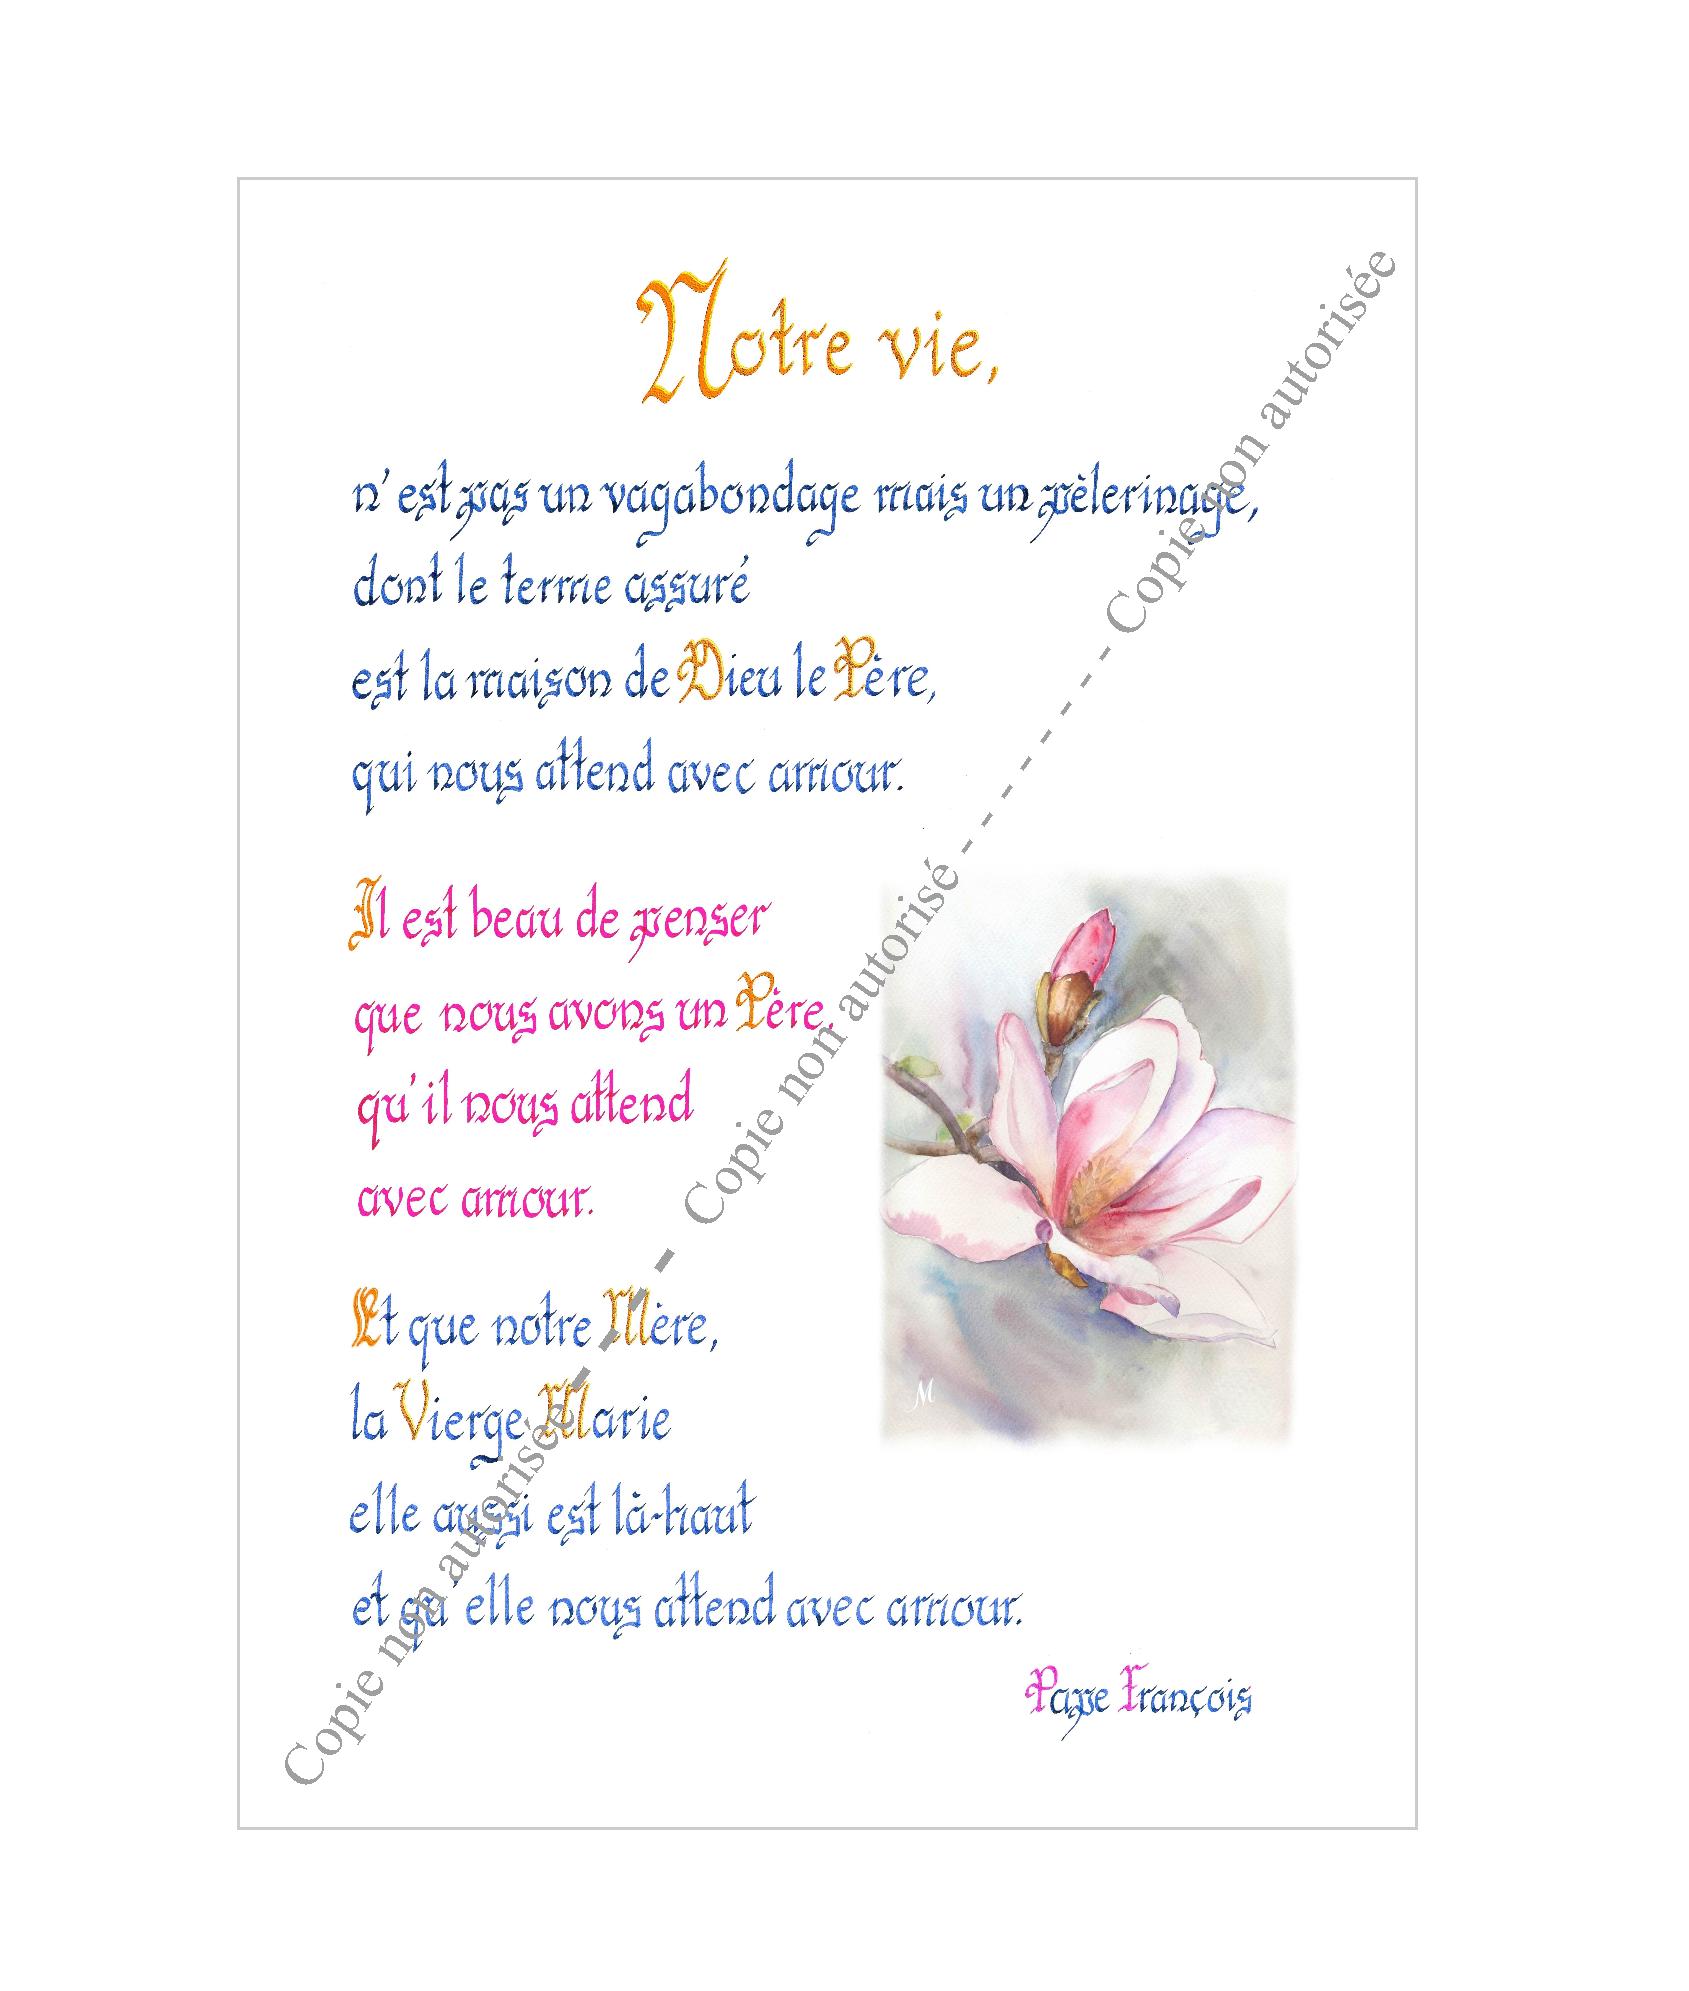 Notre vie,
n'est pas un vagabondage mais un pèlerinage,
dont le terme assuré
est la maison de Dieu le Père,
qui nous attend avec amour.
Il est beau de penser
que nous avons un Père,
qu'il nous attend
avec amour.
Et que notre Mère,
la Vierge Marie
elle aussi est là-haut
et qu'elle nous attend avec amour.
Pape François
M
Copie non autorisée - - - - - Copie non autorisé - - - - - - - - Copie non autorisée